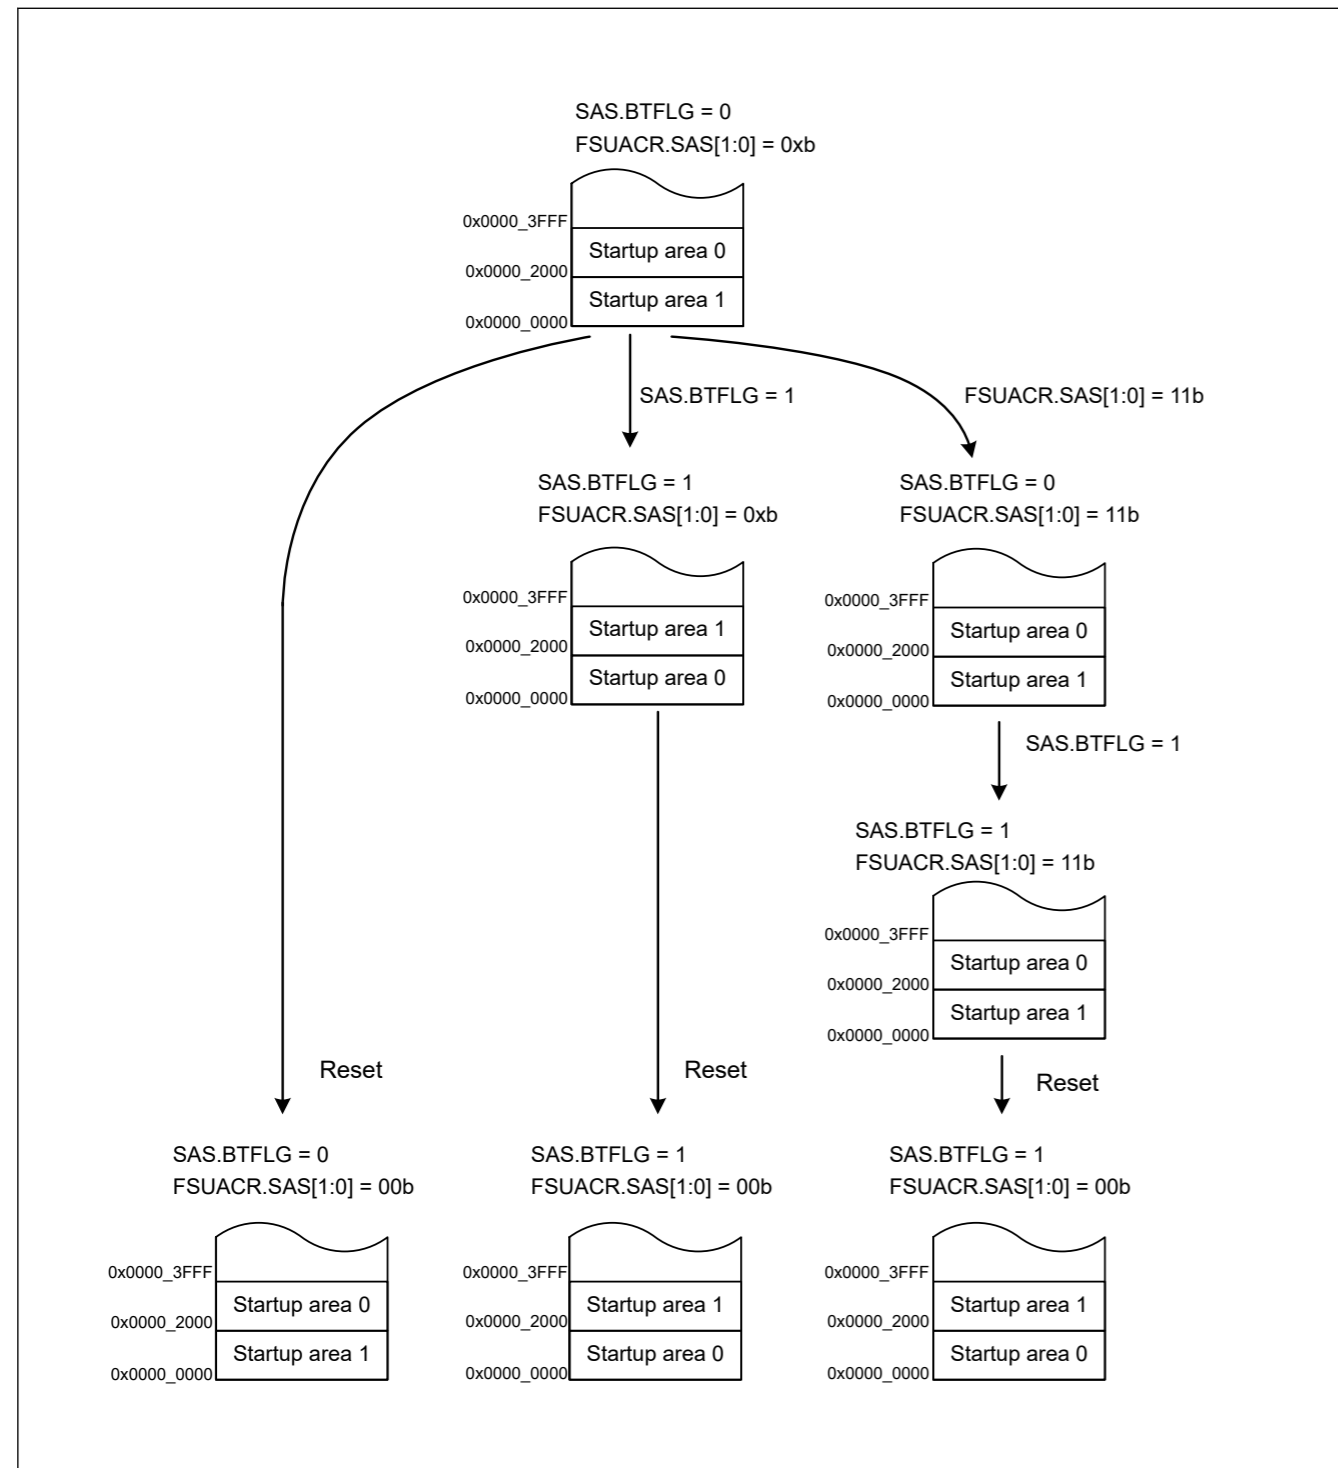 SAS.BTFLG = 0
FSUACR.SAS[1:0] = 0xb
0x0000_3FFF
Startup area 0
0x0000_2000
Startup area 1
0x0000_0000
SAS.BTFLG = 1
FSUACR.SAS[1:0] = 11b
SAS.BTFLG = 1
FSUACR.SAS[1:0] = 0xb
0x0000_3FFF
Startup area 1
0x0000_2000
Startup area 0
0x0000_0000
SAS.BTFLG = 0
FSUACR.SAS[1:0] = 11b
0x0000_3FFF
Startup area 0
0x0000_2000
Startup area 1
0x0000_0000
SAS.BTFLG = 1
SAS.BTFLG = 1
FSUACR.SAS[1:0] = 11b
0x0000_3FFF
Startup area 0
0x0000_2000
Startup area 1
0x0000_0000
Reset
Reset
Reset
SAS.BTFLG = 0
FSUACR.SAS[1:0] = 00b
0x0000_3FFF
Startup area 0
0x0000_2000
Startup area 1
0x0000_0000
SAS.BTFLG = 1
FSUACR.SAS[1:0] = 00b
0x0000_3FFF
Startup area 1
0x0000_2000
Startup area 0
0x0000_0000
SAS.BTFLG = 1
FSUACR.SAS[1:0] = 00b
0x0000_3FFF
Startup area 1
0x0000_2000
Startup area 0
0x0000_0000